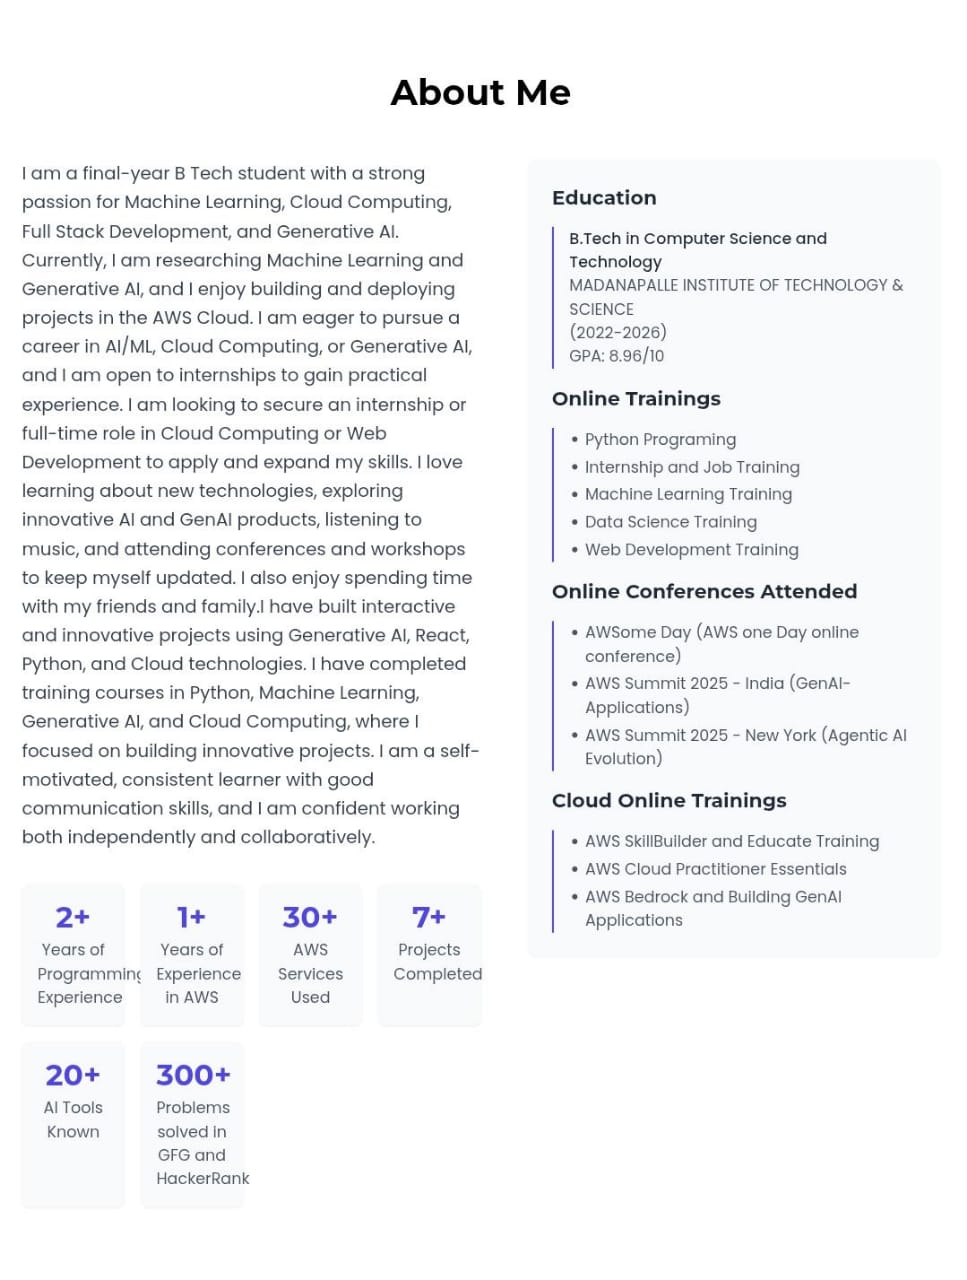 About Me
I am a final-year B Tech student with a strong
passion for Machine Learning, Cloud Computing,
Full Stack Development, and Generative AI.
Currently, I am researching Machine Learning and
Generative AI, and I enjoy building and deploying
projects in the AWS Cloud. I am eager to pursue a
career in AI/ML, Cloud Computing, or Generative AI,
and I am open to internships to gain practical
experience. I am looking to secure an internship or
full-time role in Cloud Computing or Web
Development to apply and expand my skills. I love
learning about new technologies, exploring
innovative AI and GenAI products, listening to
music, and attending conferences and workshops
to keep myself updated. I also enjoy spending time
with my friends and family.I have built interactive
and innovative projects using Generative AI, React,
Python, and Cloud technologies. I have completed
training courses in Python, Machine Learning,
Generative AI, and Cloud Computing, where I
focused on building innovative projects. I am a self-
motivated, consistent learner with good
communication skills, and I am confident working
both independently and collaboratively.
2+
Years of
Programming
Experience
1+
Years of
Experience
in AWS
30+
AWS
Services
Used
7+
Projects
Completed
20+
AI Tools
Known
300+
Problems
solved in
GFG and
HackerRank
Education
B.Tech in Computer Science and
Technology
MADANAPALLE INSTITUTE OF TECHNOLOGY &
SCIENCE
(2022-2026)
GPA: 8.96/10
Online Trainings
• Python Programing
• Internship and Job Training
• Machine Learning Training
• Data Science Training
• Web Development Training
Online Conferences Attended
• AWSome Day (AWS one Day online
conference)
• AWS Summit 2025 - India (GenAI-
Applications)
• AWS Summit 2025 - New York (Agentic AI
Evolution)
Cloud Online Trainings
• AWS SkillBuilder and Educate Training
• AWS Cloud Practitioner Essentials
• AWS Bedrock and Building GenAI
Applications